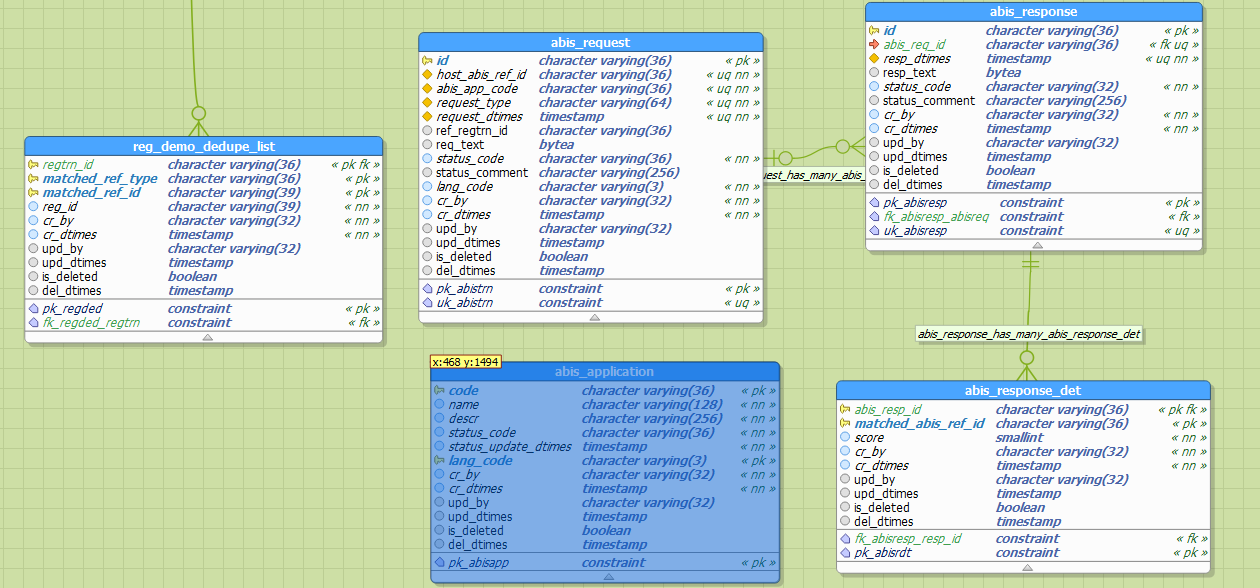 abis_response
id character varying(36) « pk »
abis_req_id character varying(36) « fk uq »
resp_dtimes timestamp « uq nn »
resp_text bytea
status_code character varying(32) « nn »
status_comment character varying(256)
cr_by character varying(32) « nn »
cr_dtimes timestamp « nn »
upd_by character varying(32)
upd_dtimes timestamp
is_deleted boolean
del_dtimes timestamp
pk_abisresp constraint « pk »
fk_abisresp_abisreq constraint « fk »
uk_abisresp constraint « uq »
abis_request
id character varying(36) « pk »
host_abis_ref_id character varying(36) « uq nn »
abis_app_code character varying(36) « uq nn »
request_type character varying(64) « uq nn »
request_dtimes timestamp « uq nn »
ref_regtrn_id character varying(36)
req_text bytea
status_code character varying(36) « nn »
status_comment character varying(256)
lang_code character varying(3) « nn »
cr_by character varying(32) « nn »
cr_dtimes timestamp « nn »
upd_by character varying(32)
upd_dtimes timestamp
is_deleted boolean
del_dtimes timestamp
pk_abistrn constraint « pk »
uk_abistrn constraint « uq »
uest_has_many_abis_
reg_demo_dedupe_list
regtrn_id character varying(36) « pk fk »
matched_ref_type character varying(36) « pk »
matched_ref_id character varying(39) « pk »
reg_id character varying(39) « nn »
cr_by character varying(32) « nn »
cr_dtimes timestamp « nn »
upd_by character varying(32)
upd_dtimes timestamp
is_deleted boolean
del_dtimes timestamp
pk_regded constraint « pk »
fk_regded_regtrn constraint « fk »
abis_response_has_many_abis_response_det
x:468 y:1494
abis_application
code character varying(36) « pk »
name character varying(128) « nn »
descr character varying(256) « nn »
status_code character varying(36) « nn »
status_update_dtimes timestamp « nn »
lang_code character varying(3) « pk »
cr_by character varying(32) « nn »
cr_dtimes timestamp « nn »
upd_by character varying(32)
upd_dtimes timestamp
is_deleted boolean
del_dtimes timestamp
pk_abisapp constraint « pk »
abis_response_det
abis_resp_id character varying(36) « pk fk »
matched_abis_ref_id character varying(36) « pk »
score smallint « nn »
cr_by character varying(32) « nn »
cr_dtimes timestamp « nn »
upd_by character varying(32)
upd_dtimes timestamp
is_deleted boolean
del_dtimes timestamp
fk_abisresp_resp_id constraint « fk »
pk_abisrdt constraint « pk »